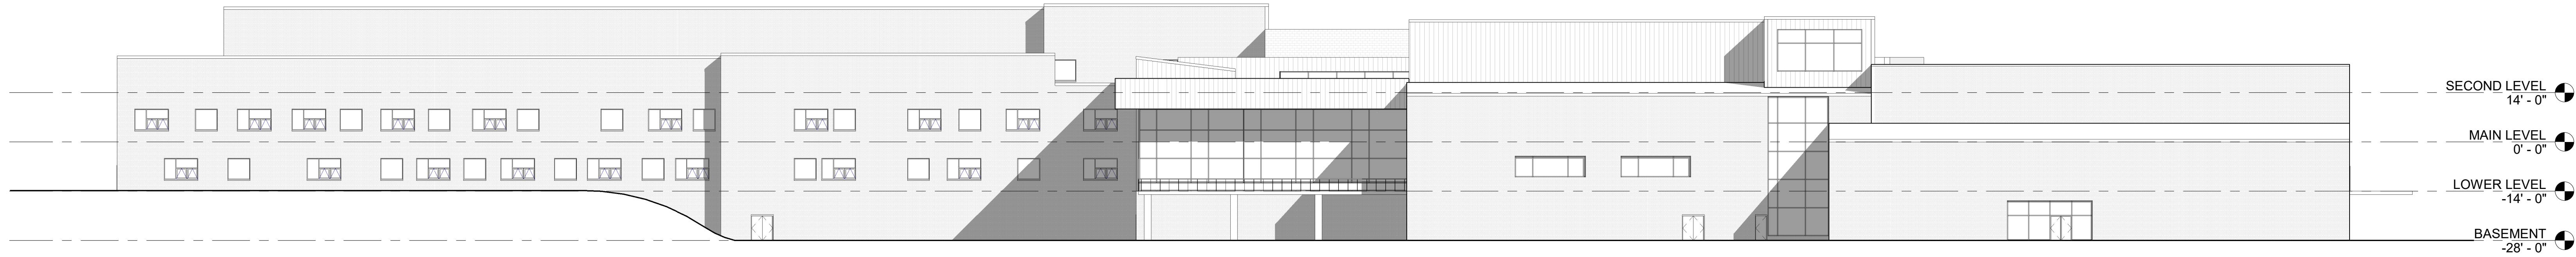 SECOND LEVEL
14' - 0"
MAIN LEVEL
0' - 0"
LOWER LEVEL
-14' - 0"
BASEMENT
-28' - 0"